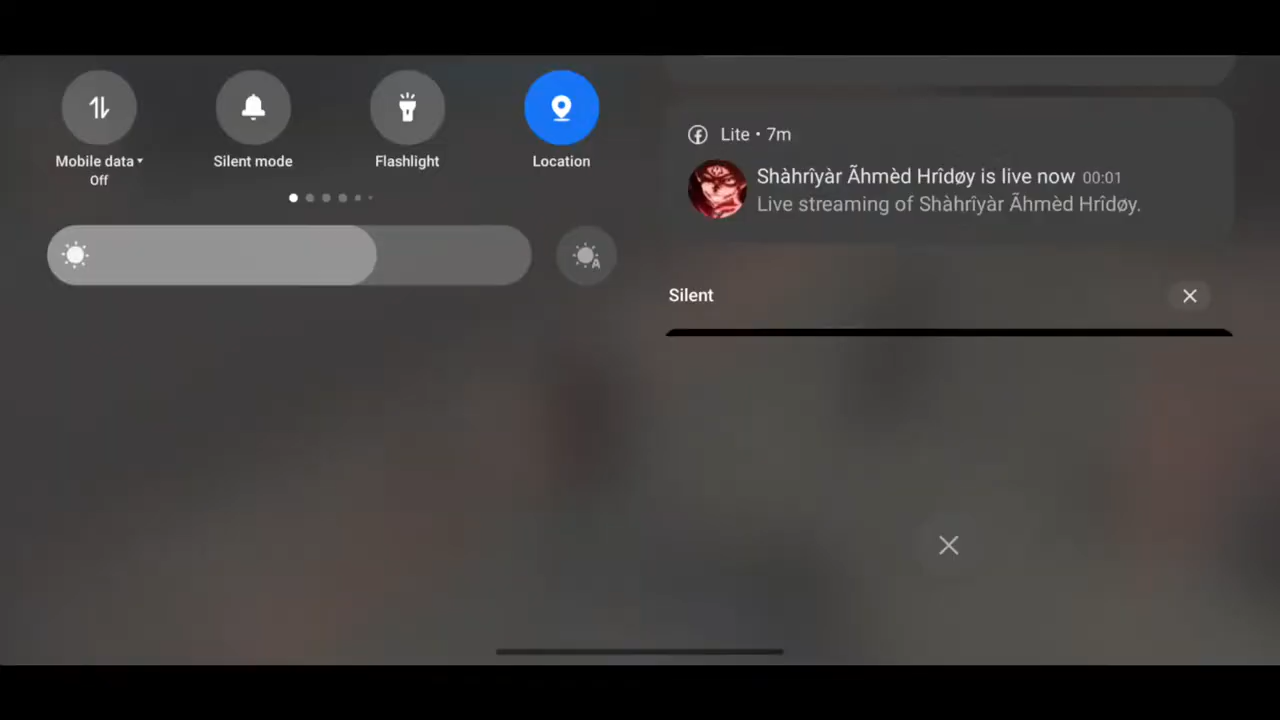 Mobile data
Off
Silent mode
Flashlight
Location
A
Lite • 7m
Shàhrîyàr Ãhmèd Hrîdøy is live now 00:01
Live streaming of Shàhrîyàr Ãhmèd Hrîdøy.
Silent